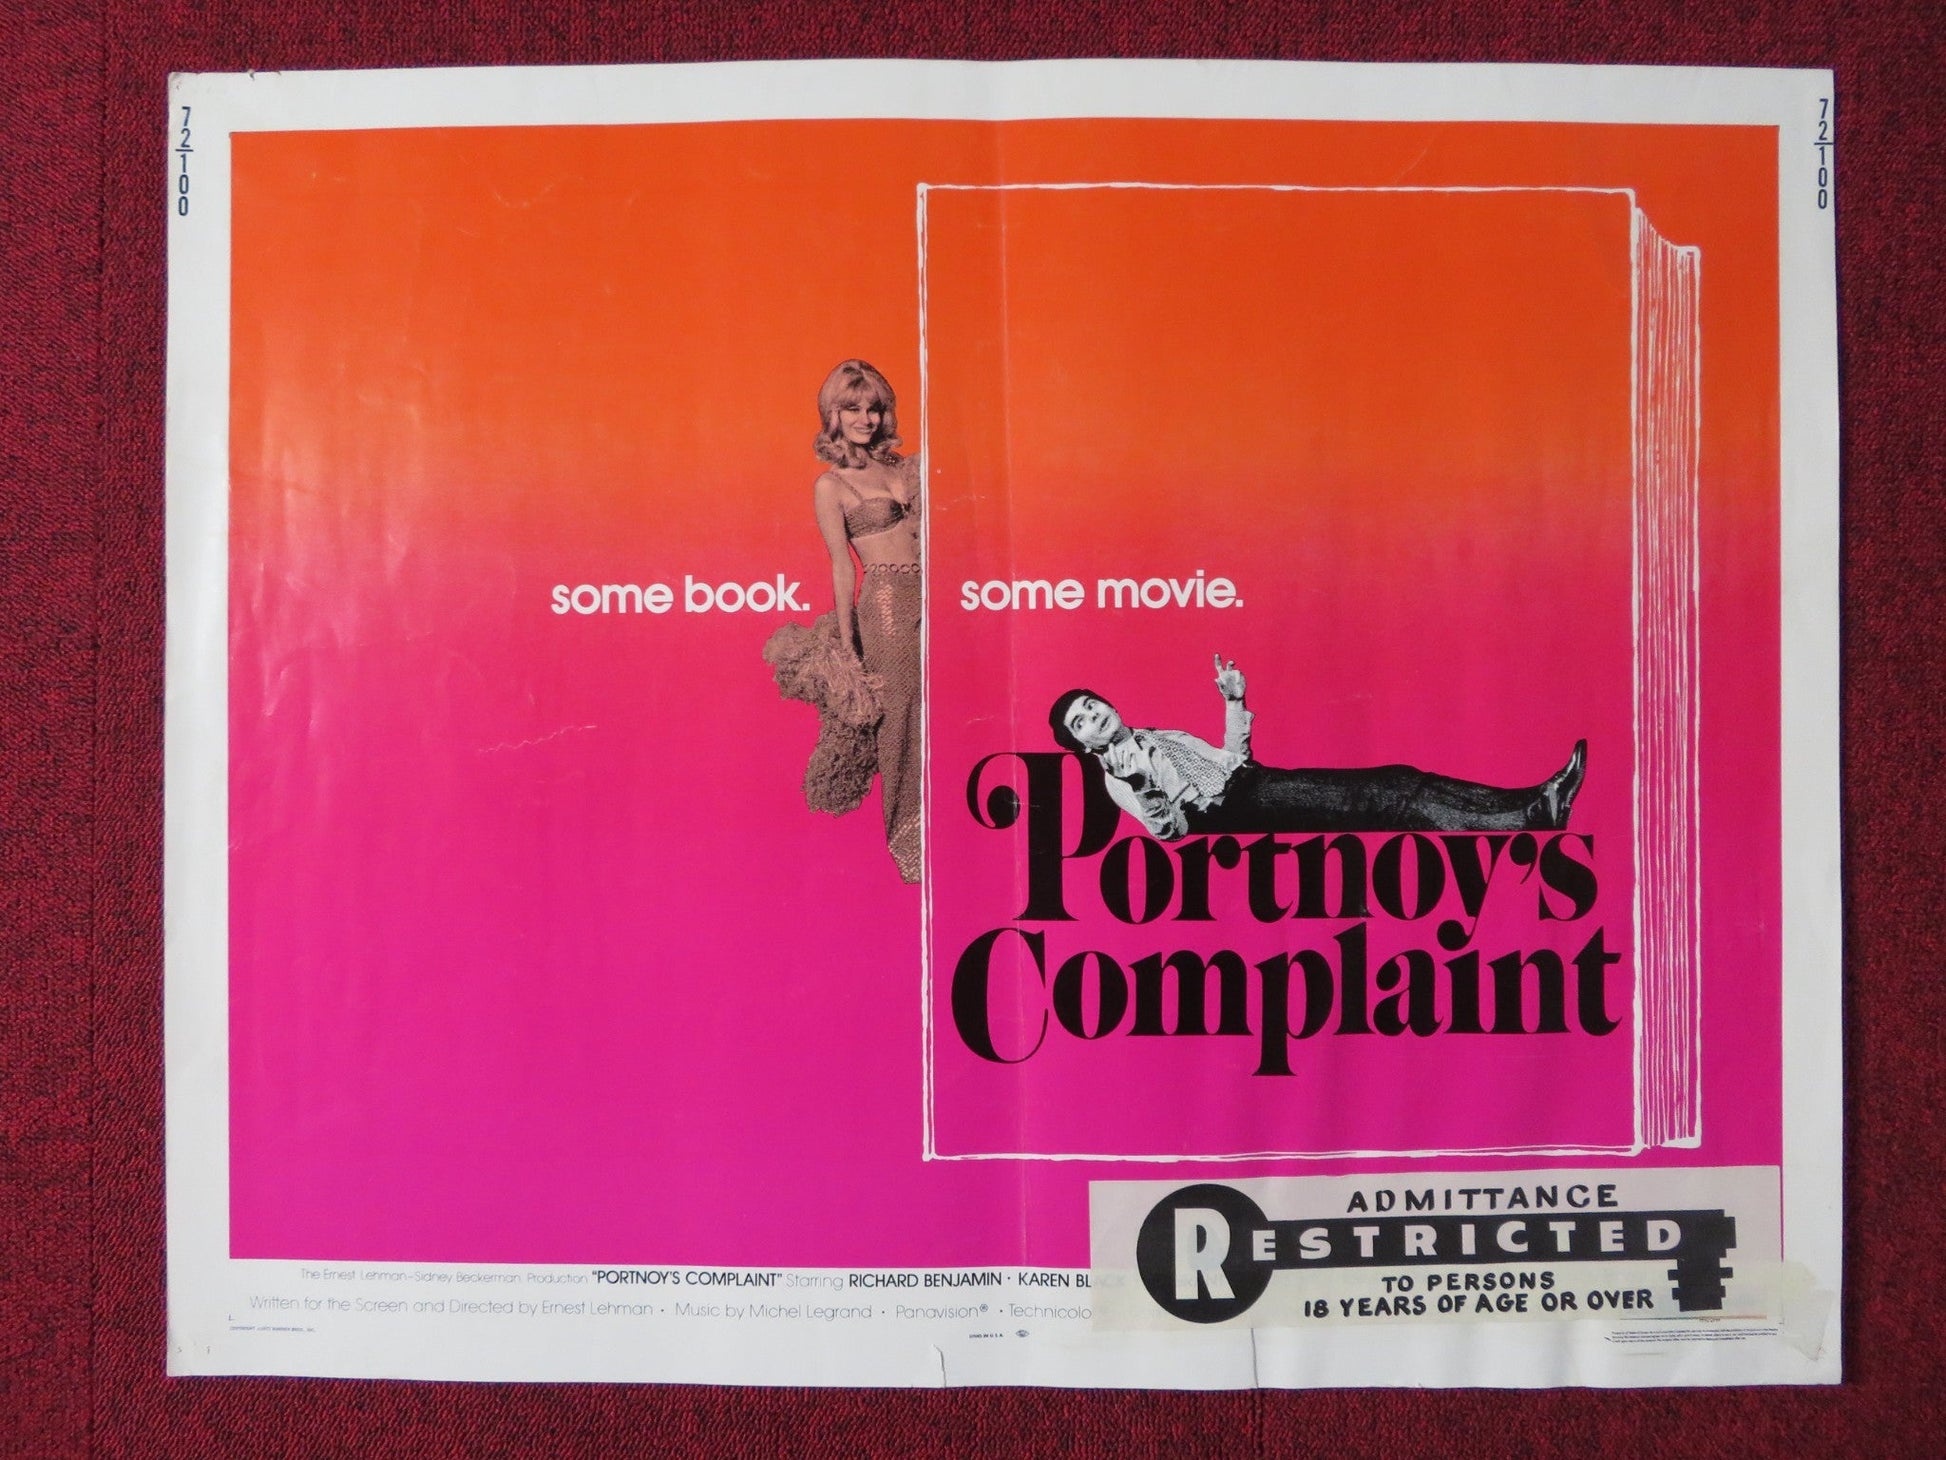 72/100
72/100
some book.
some movie.
Portnoy's
Complaint
ADMITTANCE
RESTRICTED
TO PERSONS
18 YEARS OF AGE OR OVER
The Ernest Lehman-Sidney Beckerman Production "PORTNOY'S COMPLAINT" Starring RICHARD BENJAMIN · KAREN BLACK
Written for the Screen and Directed by Ernest Lehman · Music by Michel Legrand · Panavision® · Technicolor®